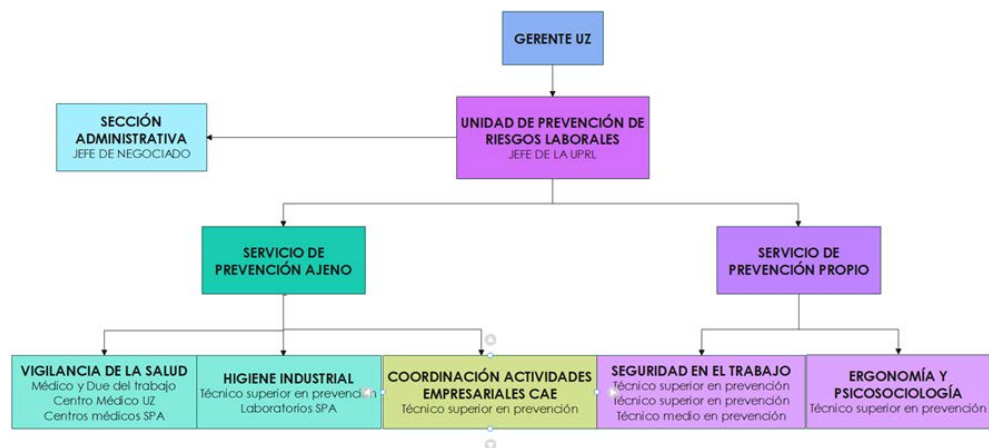 GERENTE UZ
SECCIÓN
ADMINISTRATIVA
JEFE DE NEGOCIADO
UNIDAD DE PREVENCIÓN DE
RIESGOS LABORALES
JEFE DE LA UPRL
SERVICIO DE
PREVENCIÓN AJENO
SERVICIO DE
PREVENCIÓN PROPIO
VIGILANCIA DE LA SALUD
Médico y Due del trabajo
Centro Médico UZ
Centros médicos SPA
HIGIENE INDUSTRIAL
Técnico superior en prevención
Laboratorios SPA
COORDINACIÓN ACTIVIDADES
EMPRESARIALES CAE
Técnico superior en prevención
SEGURIDAD EN EL TRABAJO
Técnico superior en prevención
Técnico superior en prevención
Técnico medio en prevención
ERGONOMÍA Y
PSICOSOCIOLOGÍA
Técnico superior en prevención